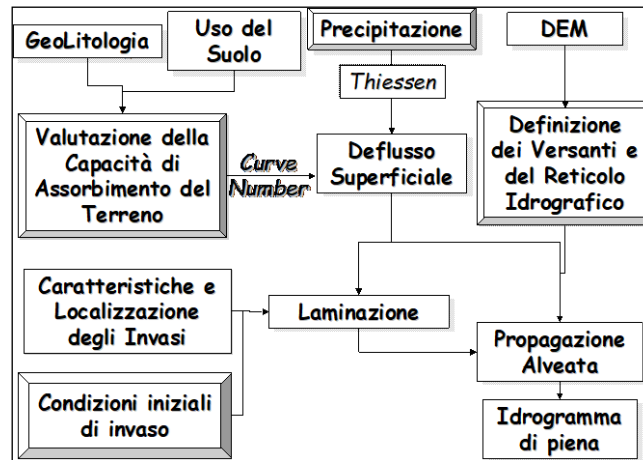 GeoLitologia
Uso del
Suolo
Precipitazione
DEM
Thiessen
Valutazione della
Capacità di
Assorbimento del
Terreno
Curve
Number
Deflusso
Superficiale
Definizione
dei Versanti e
del Reticolo
Idrografico
Caratteristiche e
Localizzazione
degli Invasi
Laminazione
Propagazione
Alveata
Condizioni iniziali
di invaso
Idrogramma
di piena